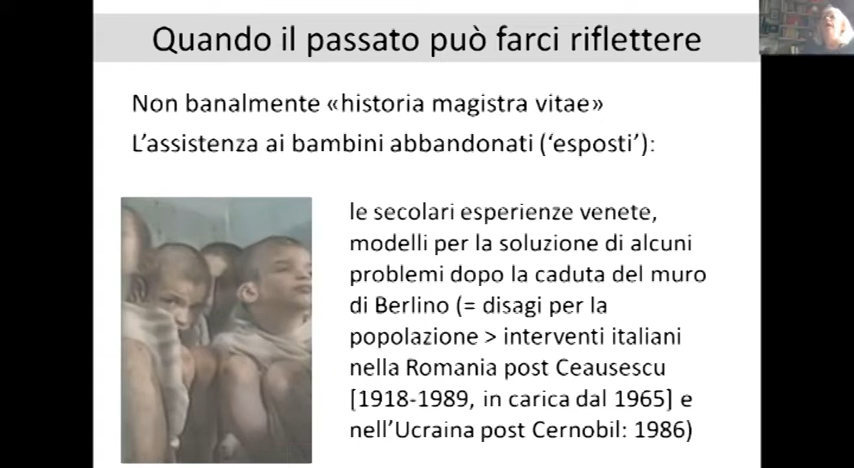 Quando il passato può farci riflettere
Non banalmente «historia magistra vitae»
L'assistenza ai bambini abbandonati ('esposti'):
le secolari esperienze venete,
modelli per la soluzione di alcuni
problemi dopo la caduta del muro
di Berlino (= disagi per la
popolazione > interventi italiani
nella Romania post Ceausescu
[1918-1989, in carica dal 1965] e
nell'Ucraina post Cernobil: 1986)